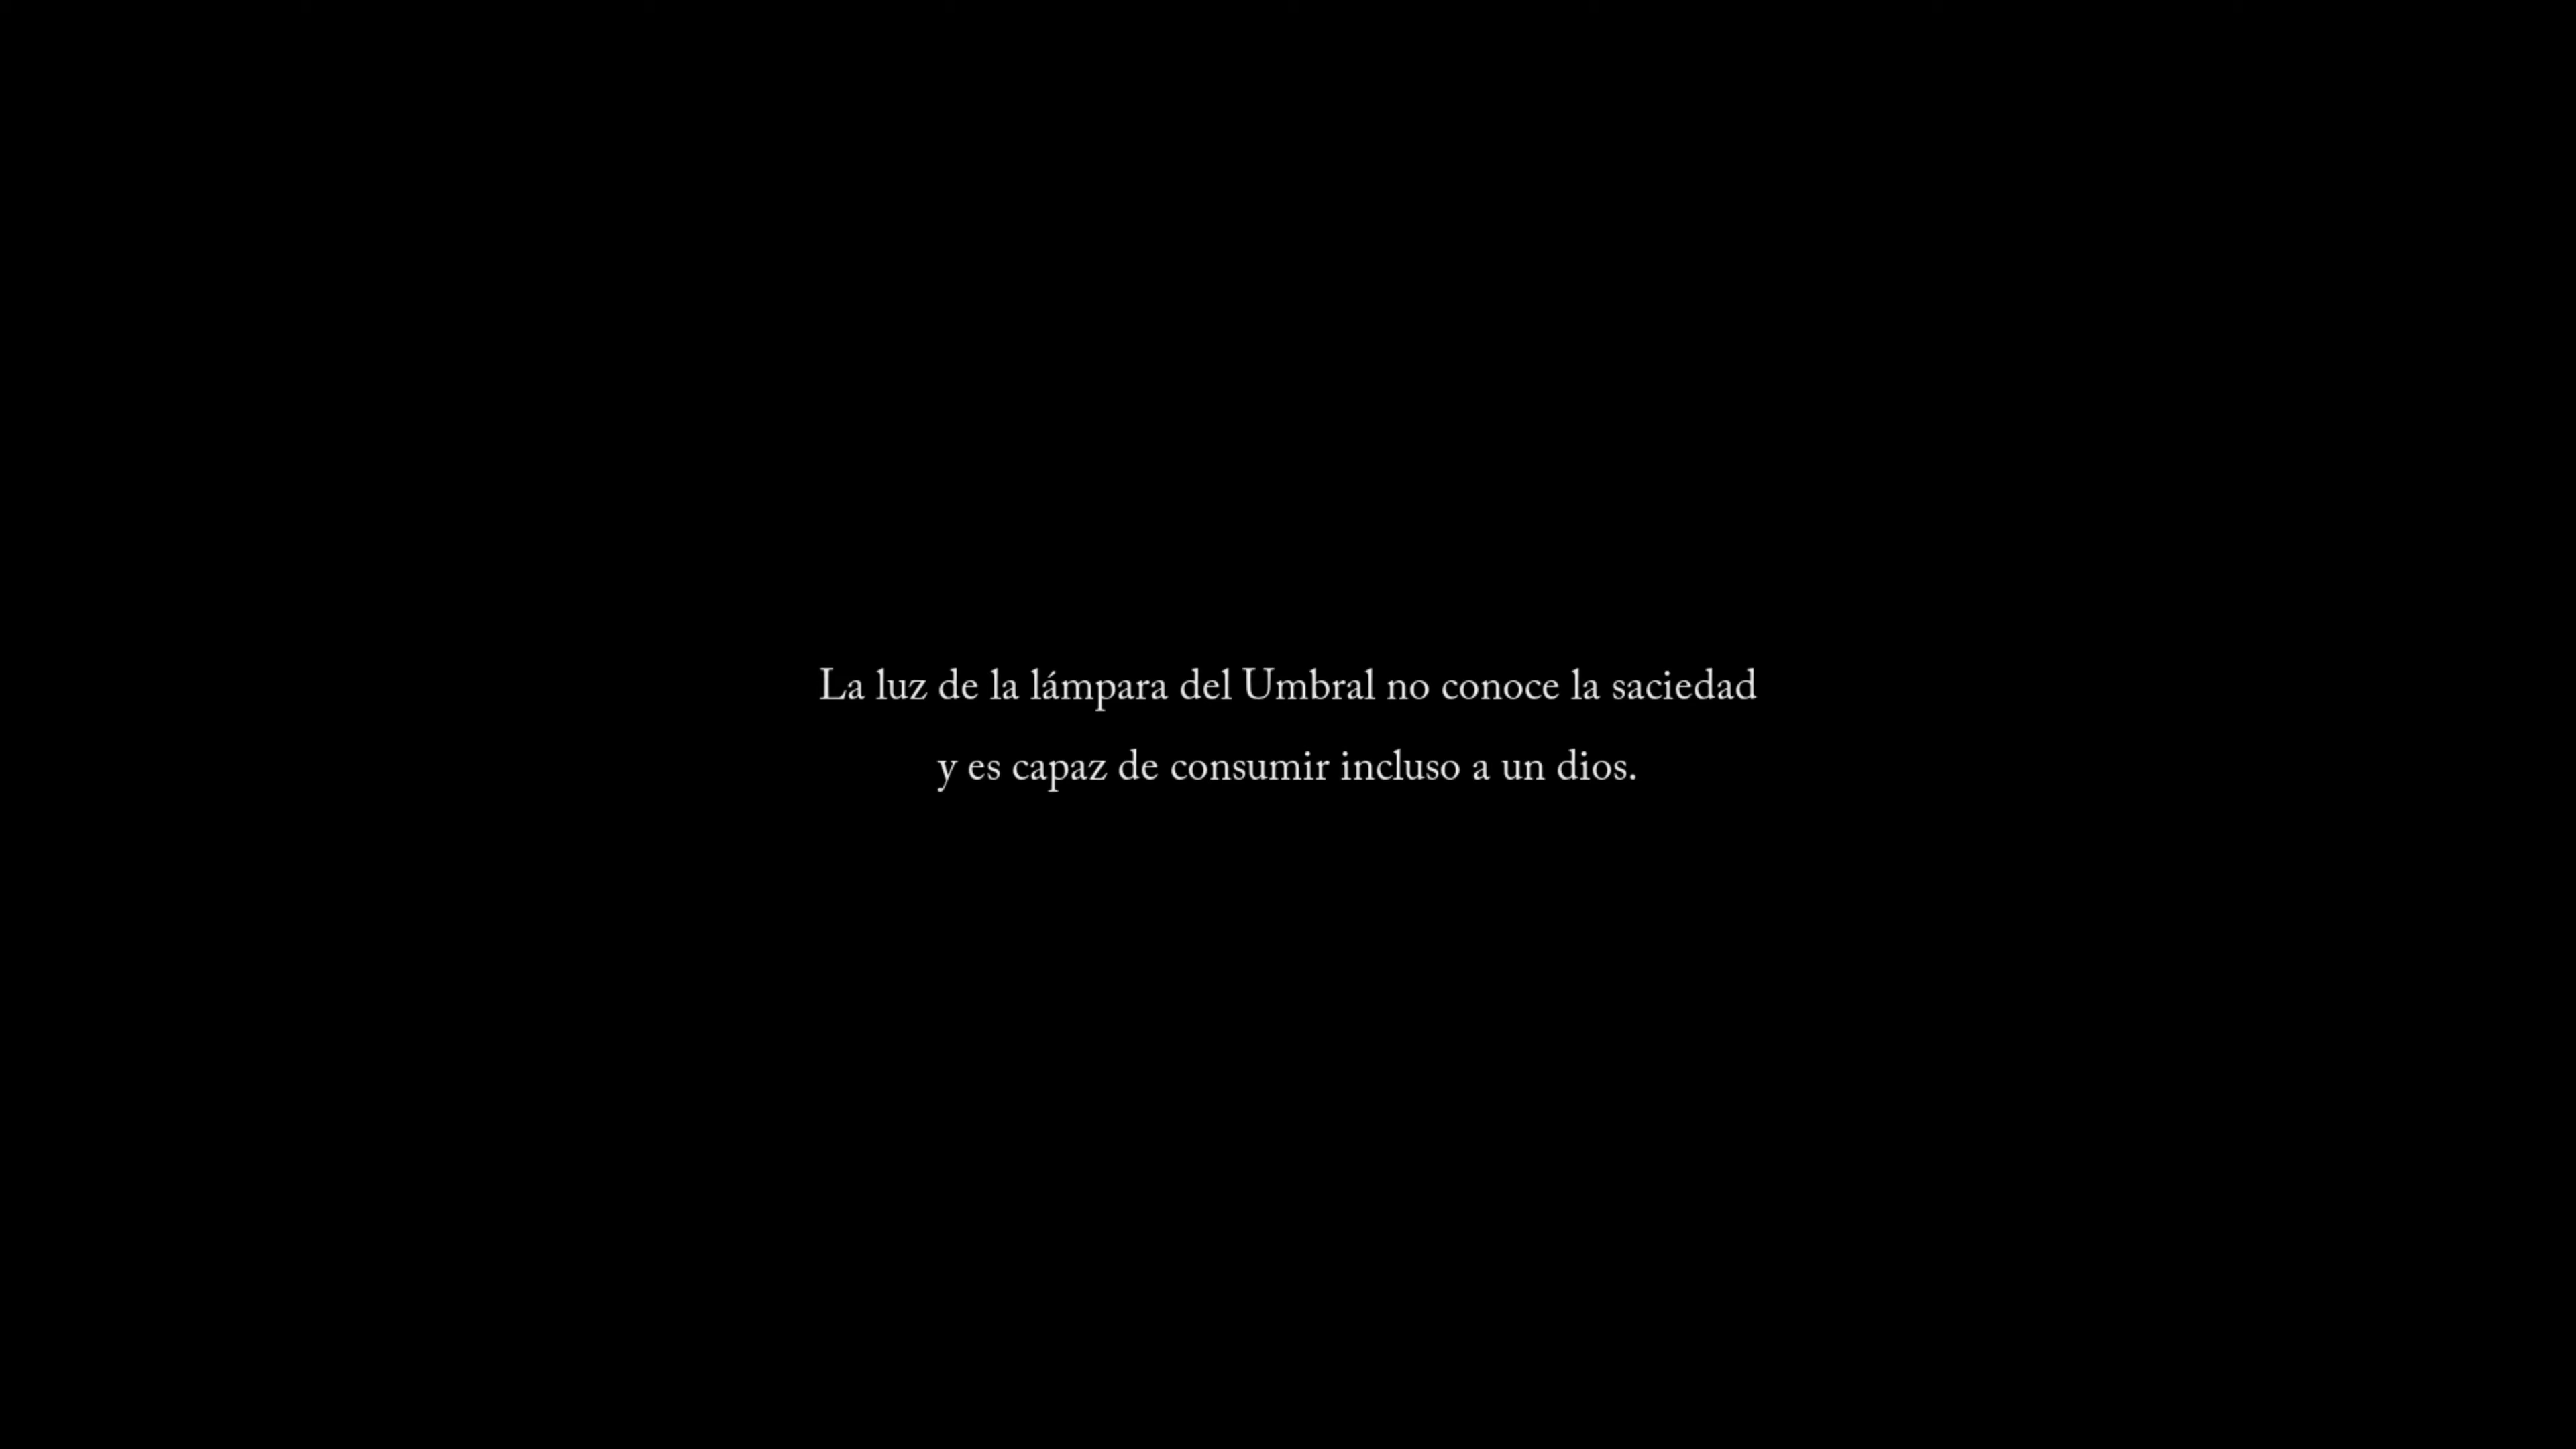 La luz de la lámpara del Umbral no conoce la saciedad
y es capaz de consumir incluso a un dios.